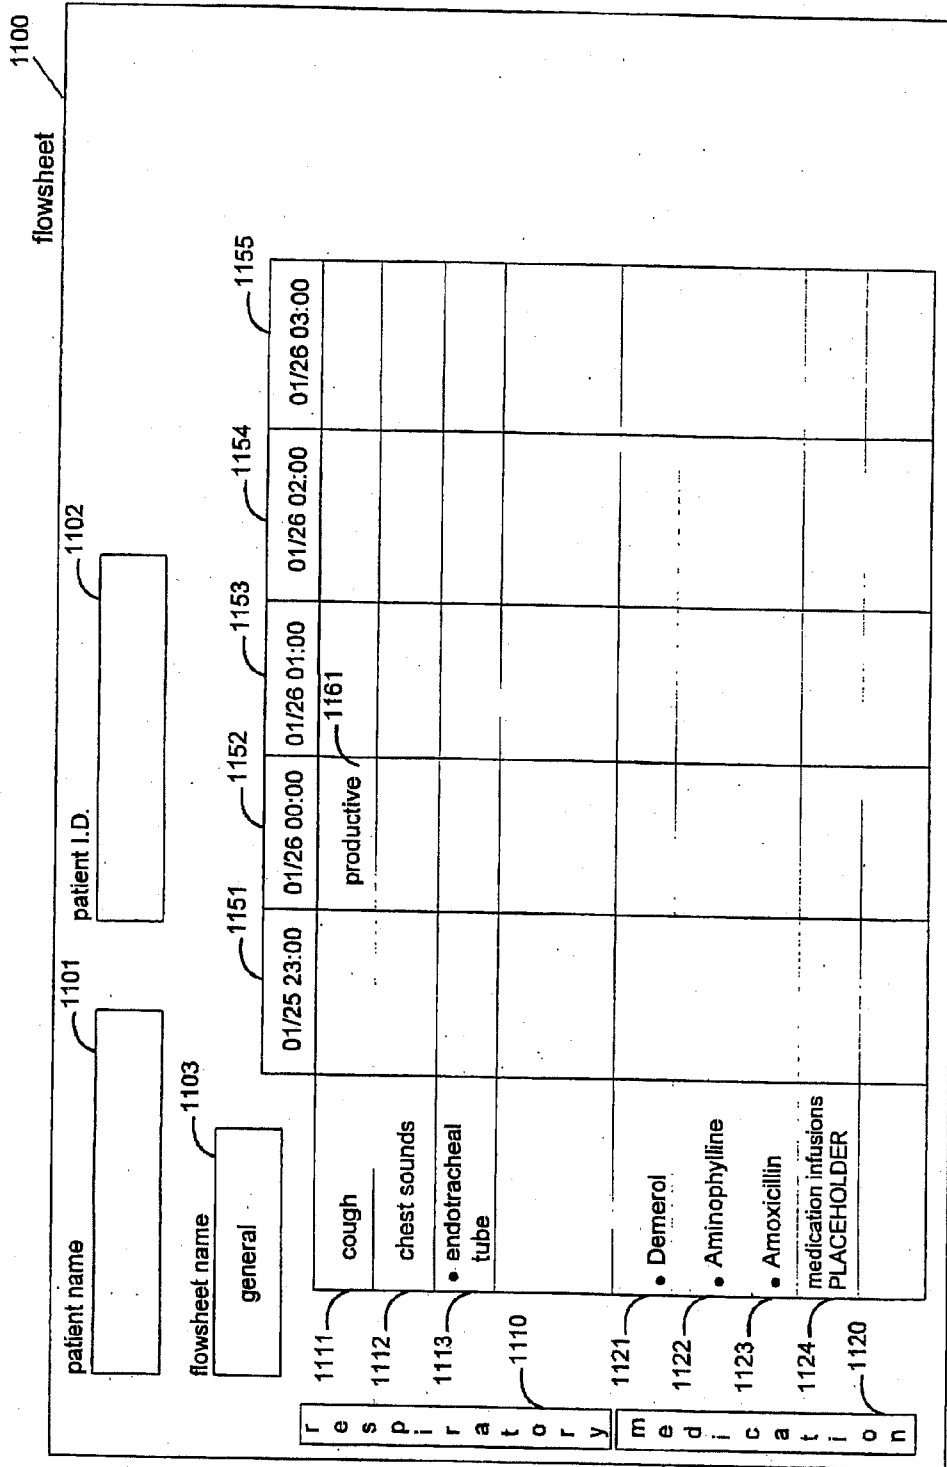 flowsheet
1100
patient name
1101
patient I.D.
1102
flowsheet name
1103
general
1151
1152
1153
1154
1155
01/25 23:00
01/26 00:00
01/26 01:00
01/26 02:00
01/26 03:00
respiratory
1111
cough
productive
1161
1112
chest sounds
1113
• endotracheal
tube
1110
medication
1121
• Demerol
1122
• Aminophylline
1123
• Amoxicillin
1124
medication infusions
PLACEHOLDER
1120